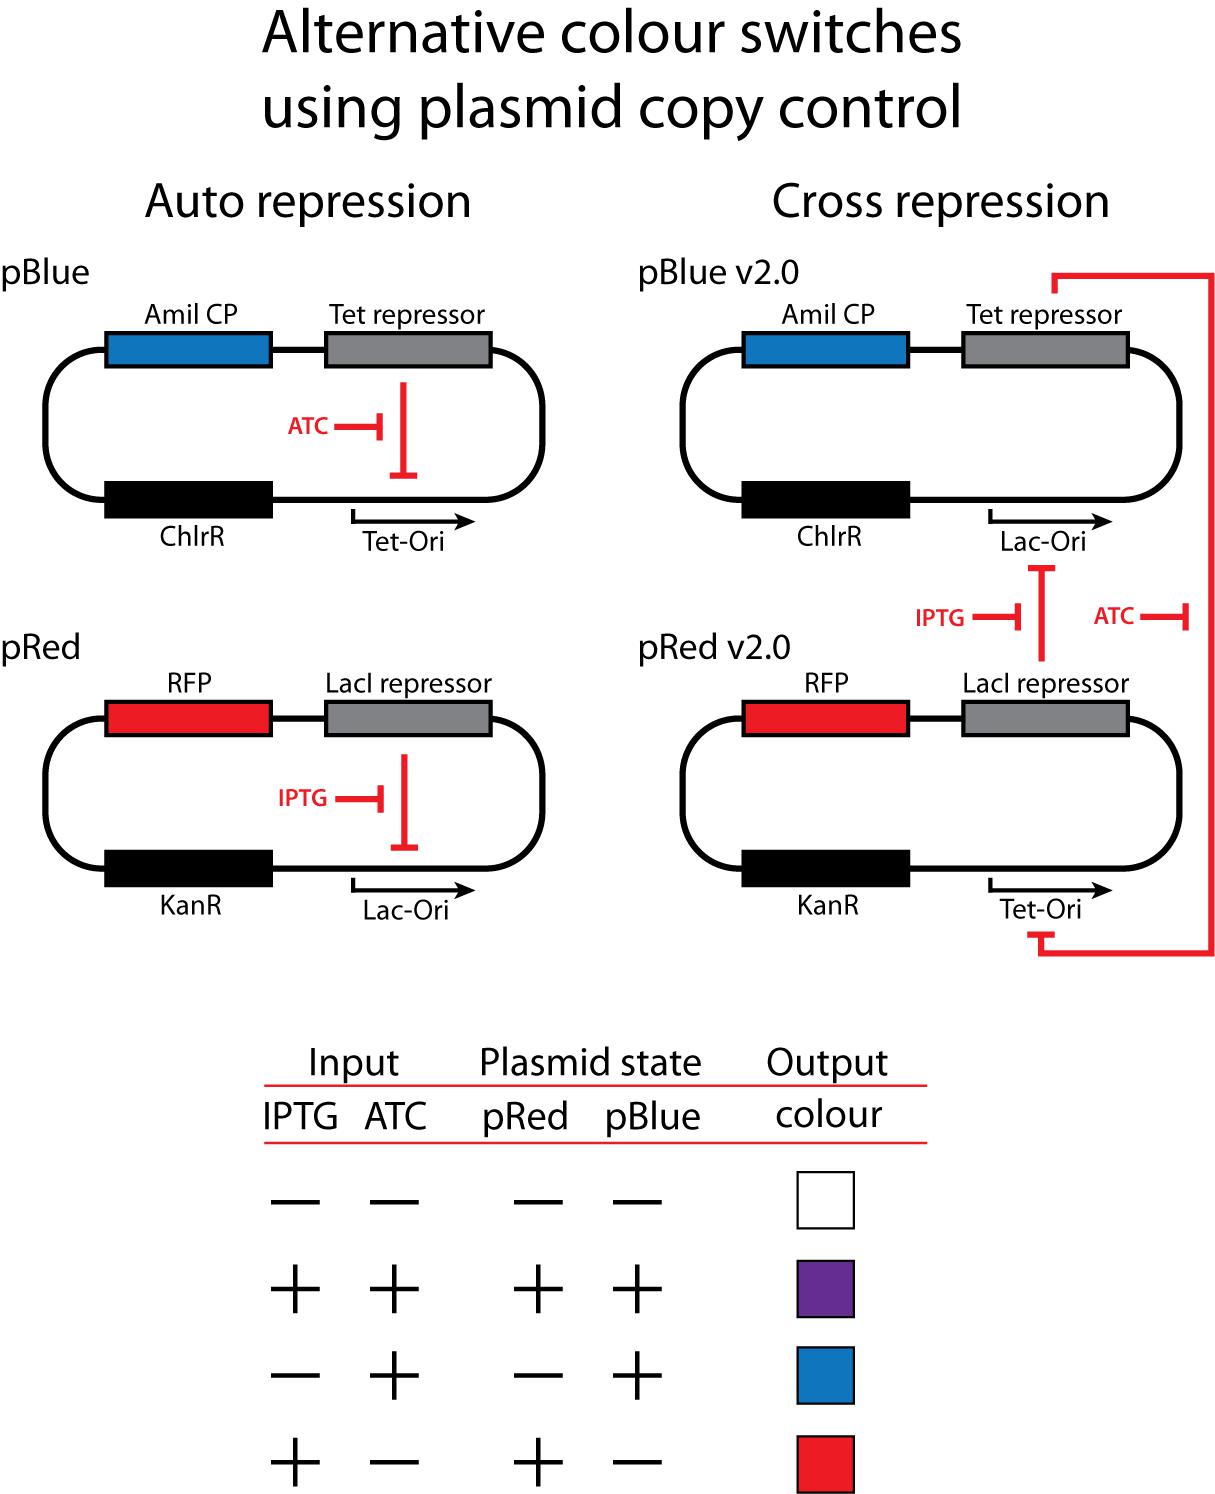 Alternative colour switches
using plasmid copy control
Auto repression
Cross repression
pBlue
Amil CP
Tet repressor
ATC
ChlrR
Tet-Ori
pBlue v2.0
Amil CP
Tet repressor
ChlrR
Lac-Ori
IPTG
ATC
pRed
RFP
LacI repressor
IPTG
KanR
Lac-Ori
pRed v2.0
RFP
LacI repressor
KanR
Tet-Ori
Input Plasmid state Output
IPTG ATC pRed pBlue colour
− − − −
+ + + +
− + − +
+ − + −